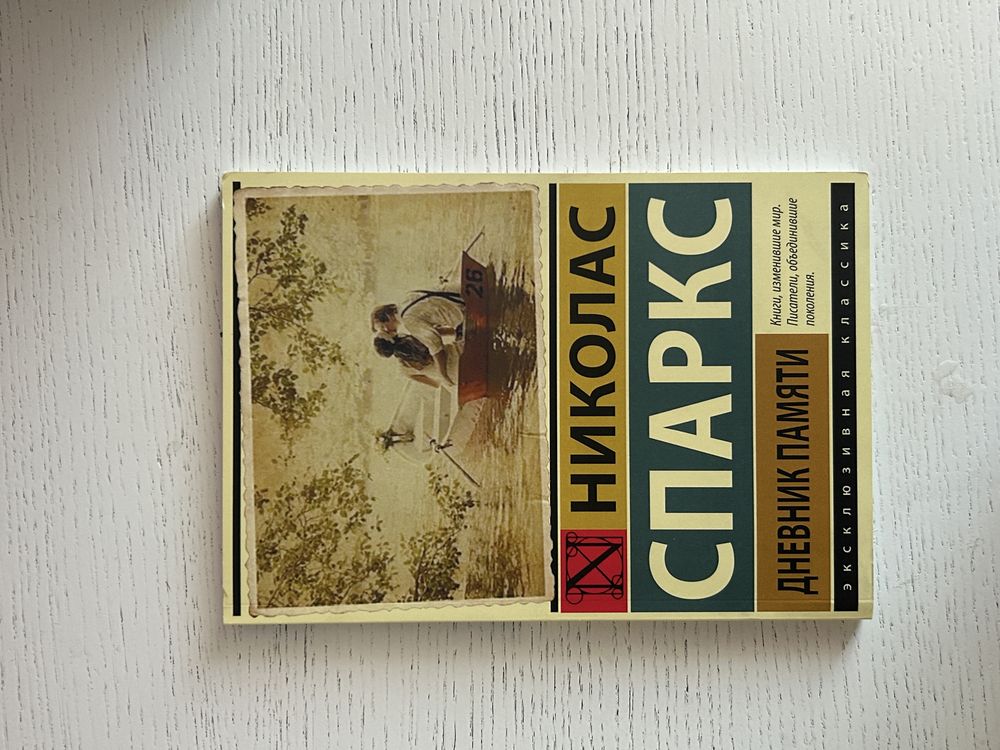 26
НИКОЛАС
СПАРКС
ДНЕВНИК ПАМЯТИ
Книги, изменившие мир.
Писатели, объединившие
поколения.
эксклюзивная классика